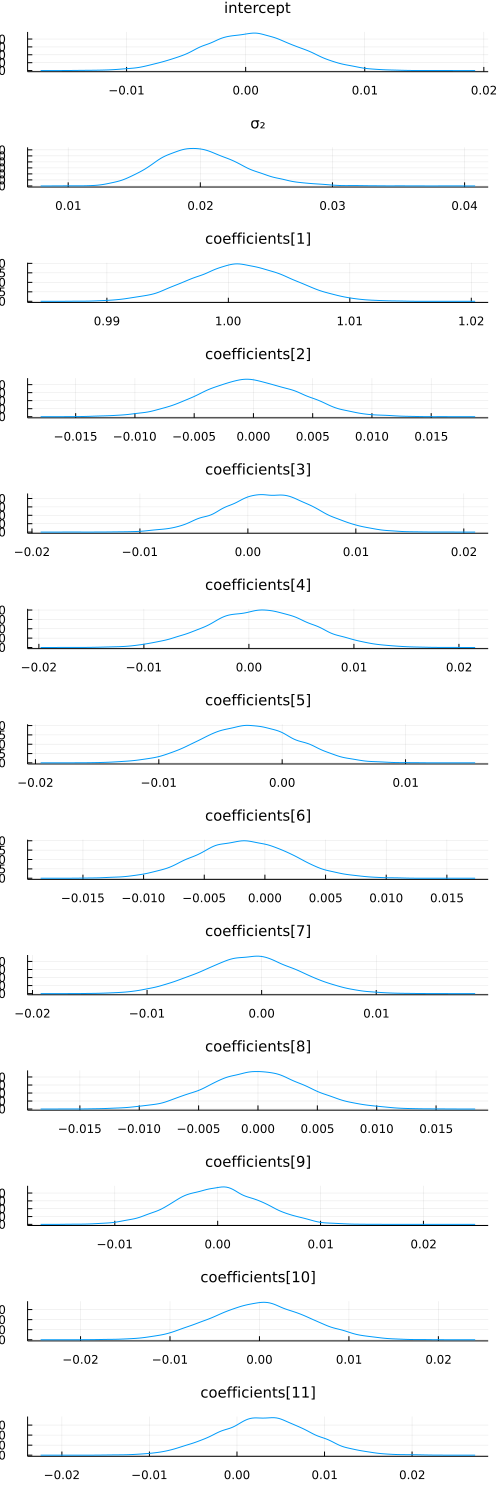 intercept
−0.01 0.00 0.01 0.02
σ₂
0.01 0.02 0.03 0.04
coefficients[1]
0.99 1.00 1.01 1.02
coefficients[2]
−0.015 −0.010 −0.005 0.000 0.005 0.010 0.015
coefficients[3]
−0.02 −0.01 0.00 0.01 0.02
coefficients[4]
−0.02 −0.01 0.00 0.01 0.02
coefficients[5]
−0.02 −0.01 0.00 0.01
coefficients[6]
−0.015 −0.010 −0.005 0.000 0.005 0.010 0.015
coefficients[7]
−0.02 −0.01 0.00 0.01
coefficients[8]
−0.015 −0.010 −0.005 0.000 0.005 0.010 0.015
coefficients[9]
−0.01 0.00 0.01 0.02
coefficients[10]
−0.02 −0.01 0.00 0.01 0.02
coefficients[11]
−0.02 −0.01 0.00 0.01 0.02